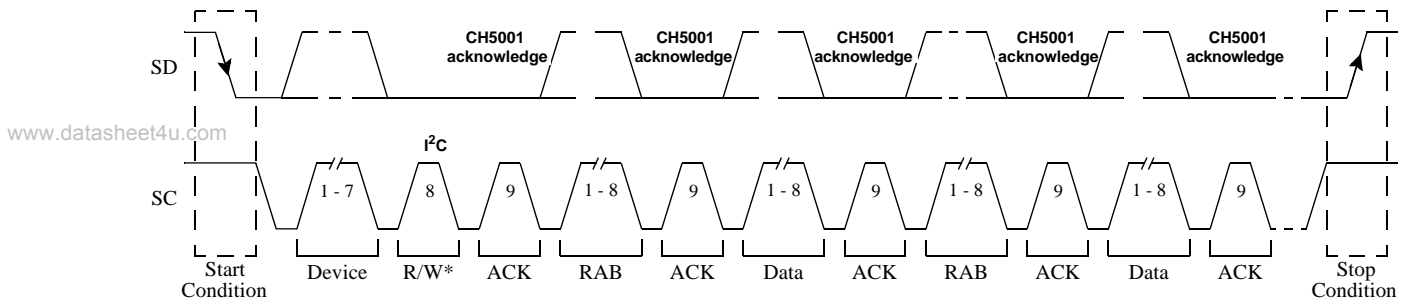 CH5001 CH5001 CH5001 CH5001 CH5001
acknowledge acknowledge acknowledge acknowledge acknowledge
SD
www.datasheet4u.com
I²C
SC 1 - 7 8 9 1 - 8 9 1 - 8 9 1 - 8 9 1 - 8 9
Start Device R/W* ACK RAB ACK Data ACK RAB ACK Data ACK Stop
Condition Condition